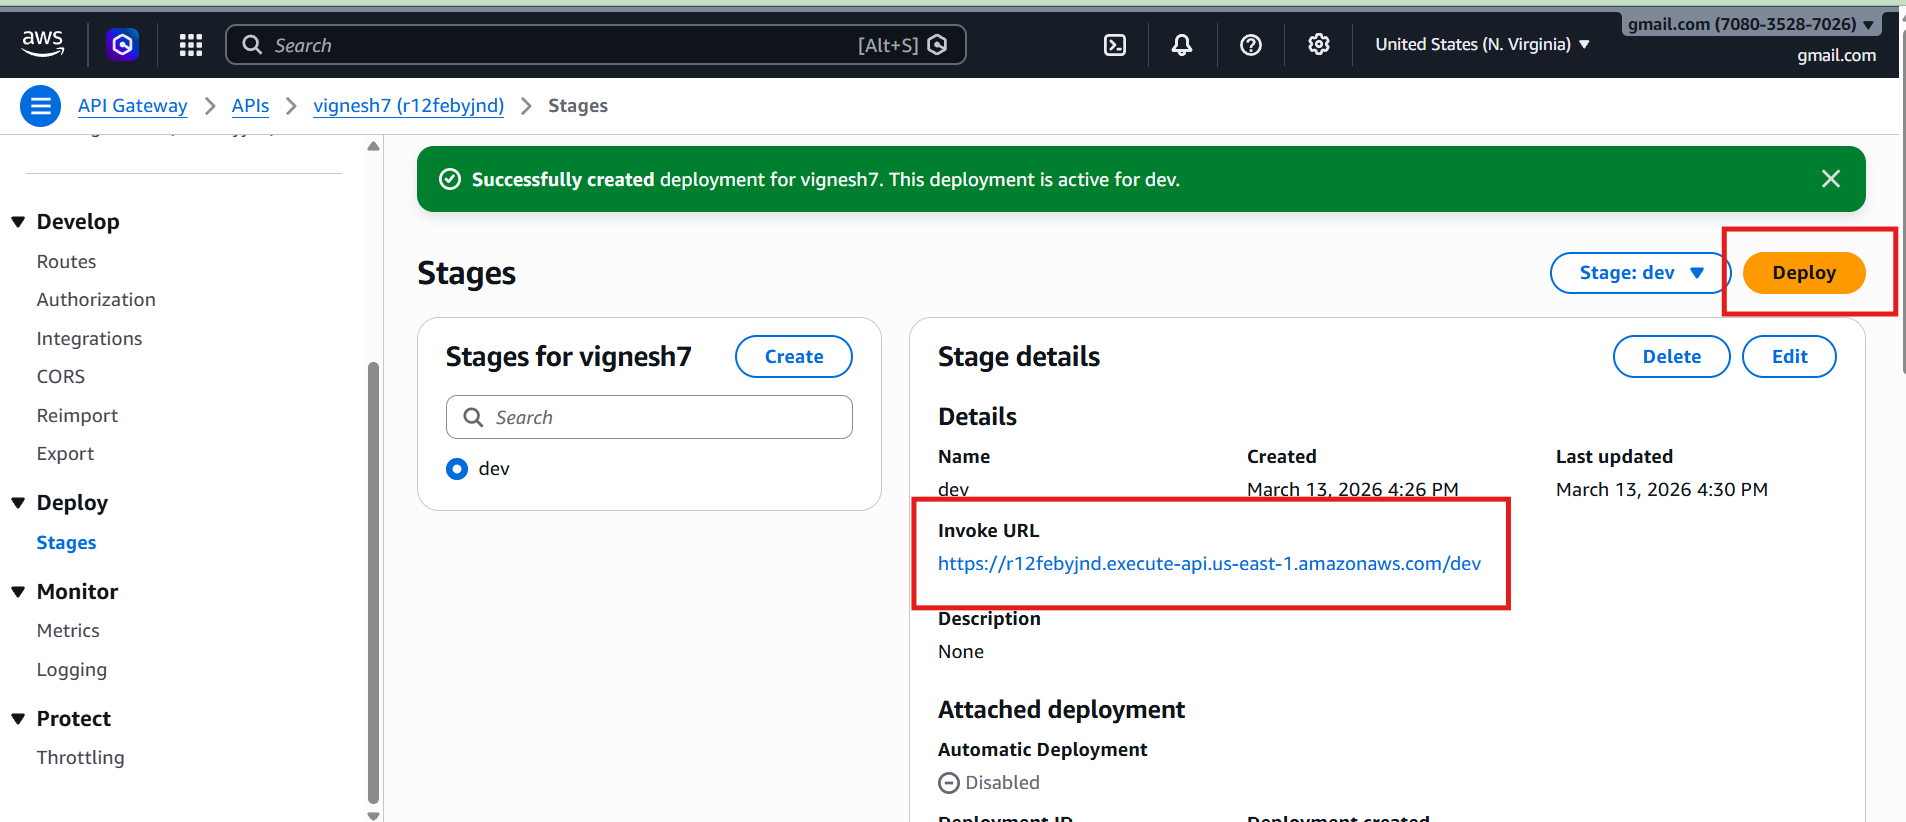 gmail.com (7080-3528-7026)
aws
Search
[Alt+S]
United States (N. Virginia)
gmail.com
API Gateway
APIs
vignesh7 (r12febyjnd)
Stages
Develop
Routes
Authorization
Integrations
CORS
Reimport
Export
Deploy
Stages
Monitor
Metrics
Logging
Protect
Throttling
Successfully created deployment for vignesh7. This deployment is active for dev.
Stages
Stage: dev
Deploy
Stages for vignesh7
Create
Search
dev
Stage details
Delete
Edit
Details
Name
Created
Last updated
dev
March 13, 2026 4:26 PM
March 13, 2026 4:30 PM
Invoke URL
https://r12febyjnd.execute-api.us-east-1.amazonaws.com/dev
Description
None
Attached deployment
Automatic Deployment
Disabled
Deployment ID
Deployment created